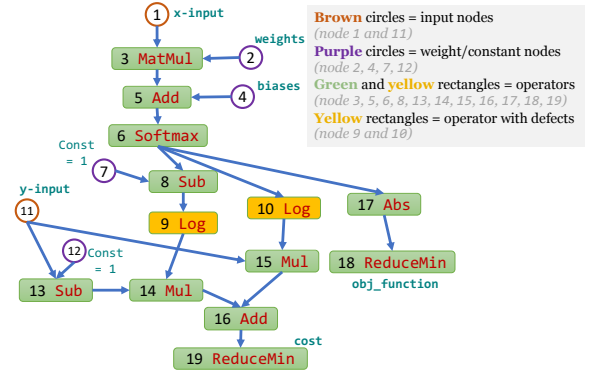 1 x-input
weights
3 MatMul
2
biases
5 Add
4
6 Softmax
Const
= 1
7
8 Sub
y-input
11
9 Log
10 Log
17 Abs
12
Const
= 1
15 Mul
18 ReduceMin
13 Sub
14 Mul
obj_function
16 Add
cost
19 ReduceMin
Brown circles = input nodes
(node 1 and 11)
Purple circles = weight/constant nodes
(node 2, 4, 7, 12)
Green and yellow rectangles = operators
(node 3, 5, 6, 8, 13, 14, 15, 16, 17, 18, 19)
Yellow rectangles = operator with defects
(node 9 and 10)